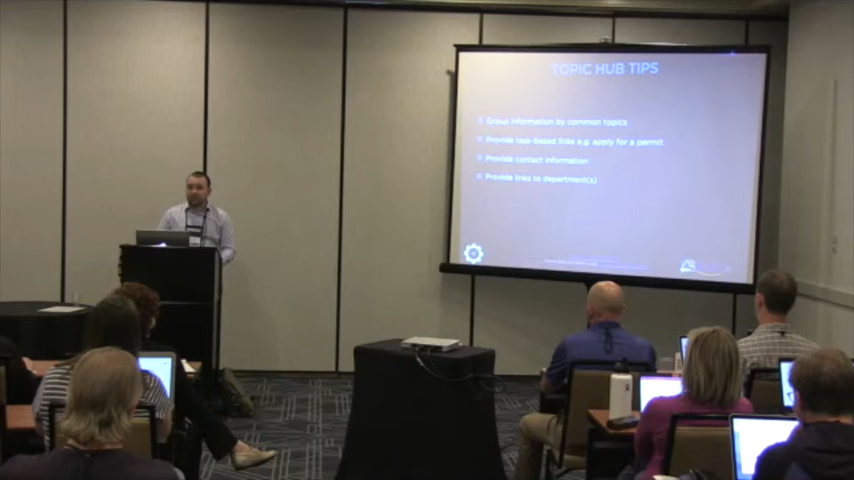 TOPIC HUB TIPS
Group information by common topics
Provide task-based links e.g. apply for a permit
Provide contact information
Provide links to department(s)